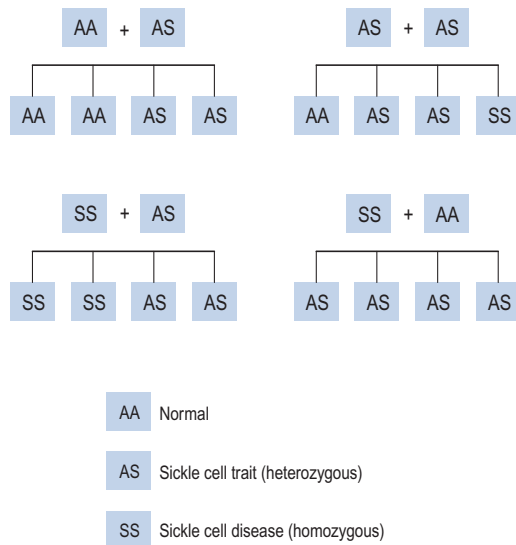 AA + AS
AS + AS
AA AA AS AS
AA AS AS SS
SS + AS
SS + AA
SS SS AS AS
AS AS AS AS
AA Normal
AS Sickle cell trait (heterozygous)
SS Sickle cell disease (homozygous)